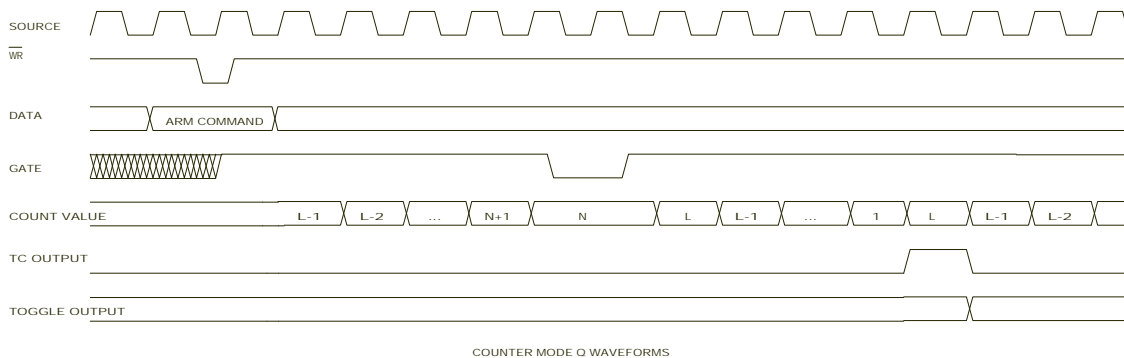 SOURCE
WR
DATA ARM COMMAND
GATE
COUNT VALUE L-1 L-2 ... N+1 N L L-1 ... 1 L L-1 L-2
TC OUTPUT
TOGGLE OUTPUT
COUNTER MODE Q WAVEFORMS